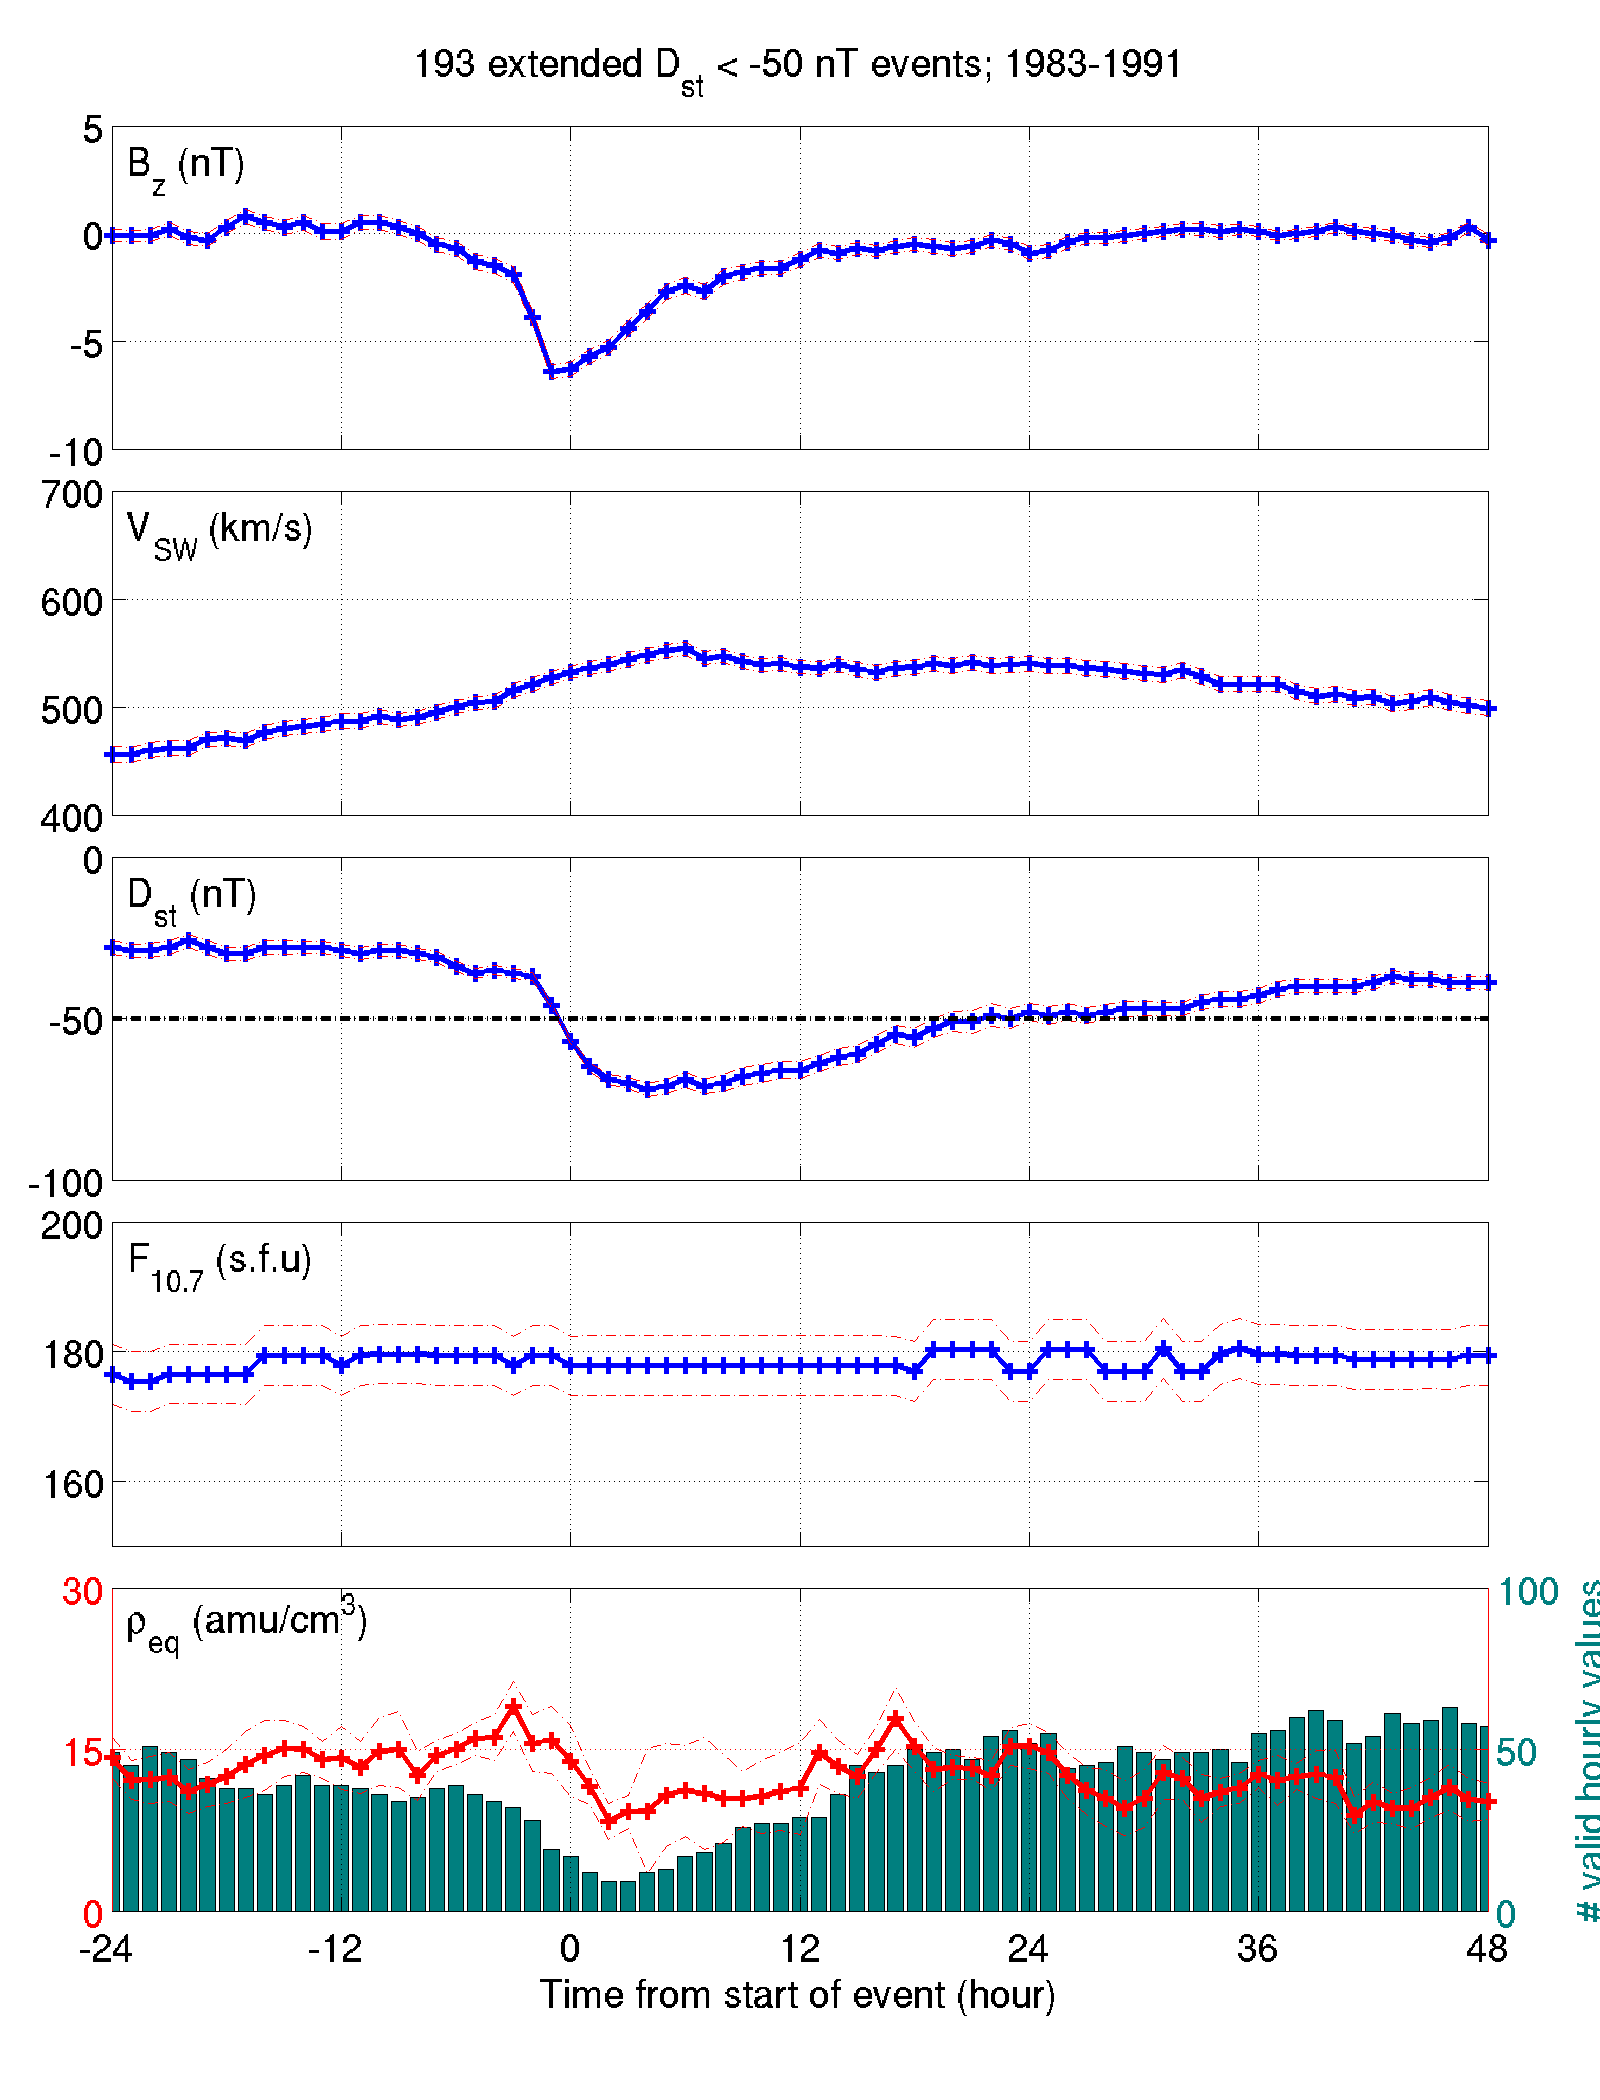 193 extended D_st < -50 nT events; 1983-1991
5
B_z (nT)
0
-5
-10
700
V_SW (km/s)
600
500
400
0
D_st (nT)
-50
-100
200
F_10.7 (s.f.u)
180
160
30
ρ_eq (amu/cm^3)
15
0
100
50
0
# valid hourly values
-24 -12 0 12 24 36 48
Time from start of event (hour)